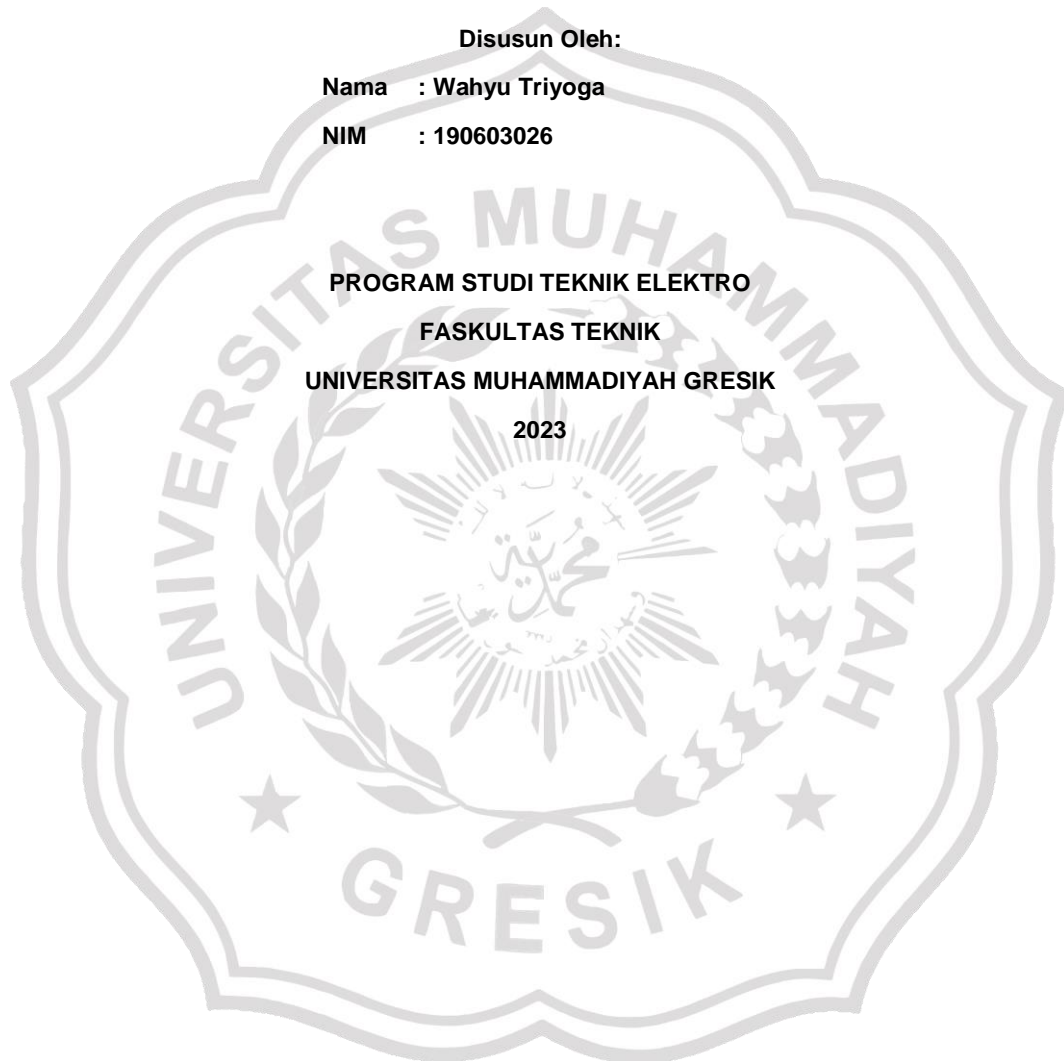 Disusun Oleh:
Nama : Wahyu Triyoga
NIM : 190603026
PROGRAM STUDI TEKNIK ELEKTRO
FASKULTAS TEKNIK
UNIVERSITAS MUHAMMADIYAH GRESIK
2023
UNIVERSITAS MUHAMMADIYAH
محمدية
GRESIK